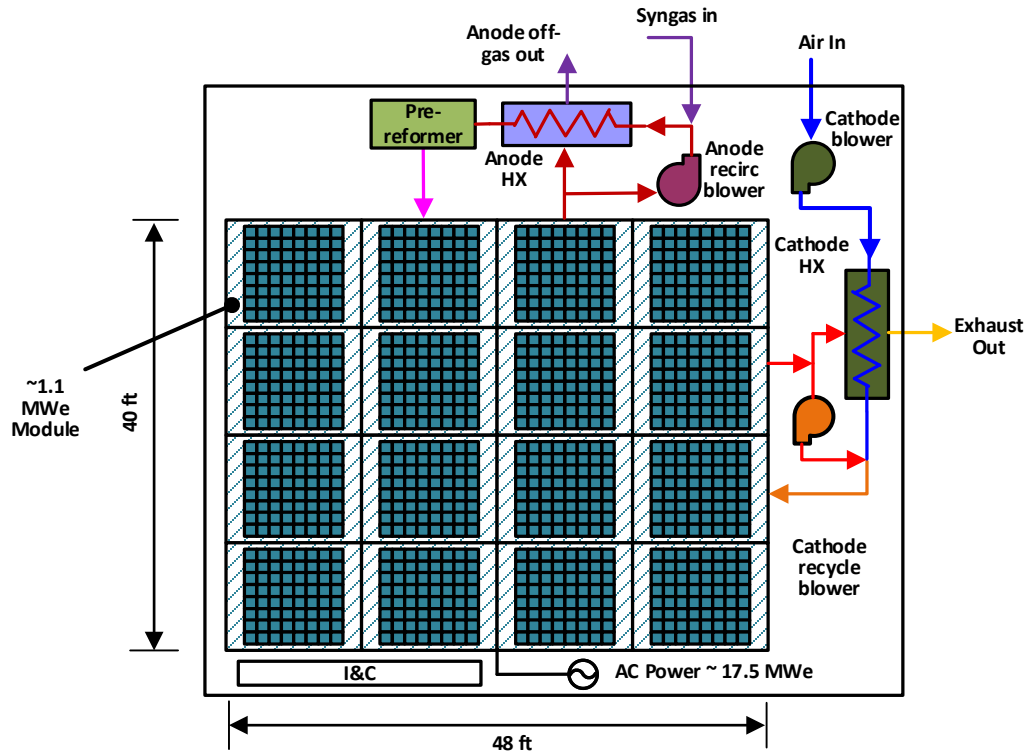 Anode off-
gas out
Syngas in
Air In
Pre-
reformer
Anode
HX
Anode
recirc
blower
Cathode
blower
Cathode
HX
Exhaust
Out
~1.1
MWe
Module
40 ft
Cathode
recycle
blower
I&C
AC Power ~ 17.5 MWe
48 ft